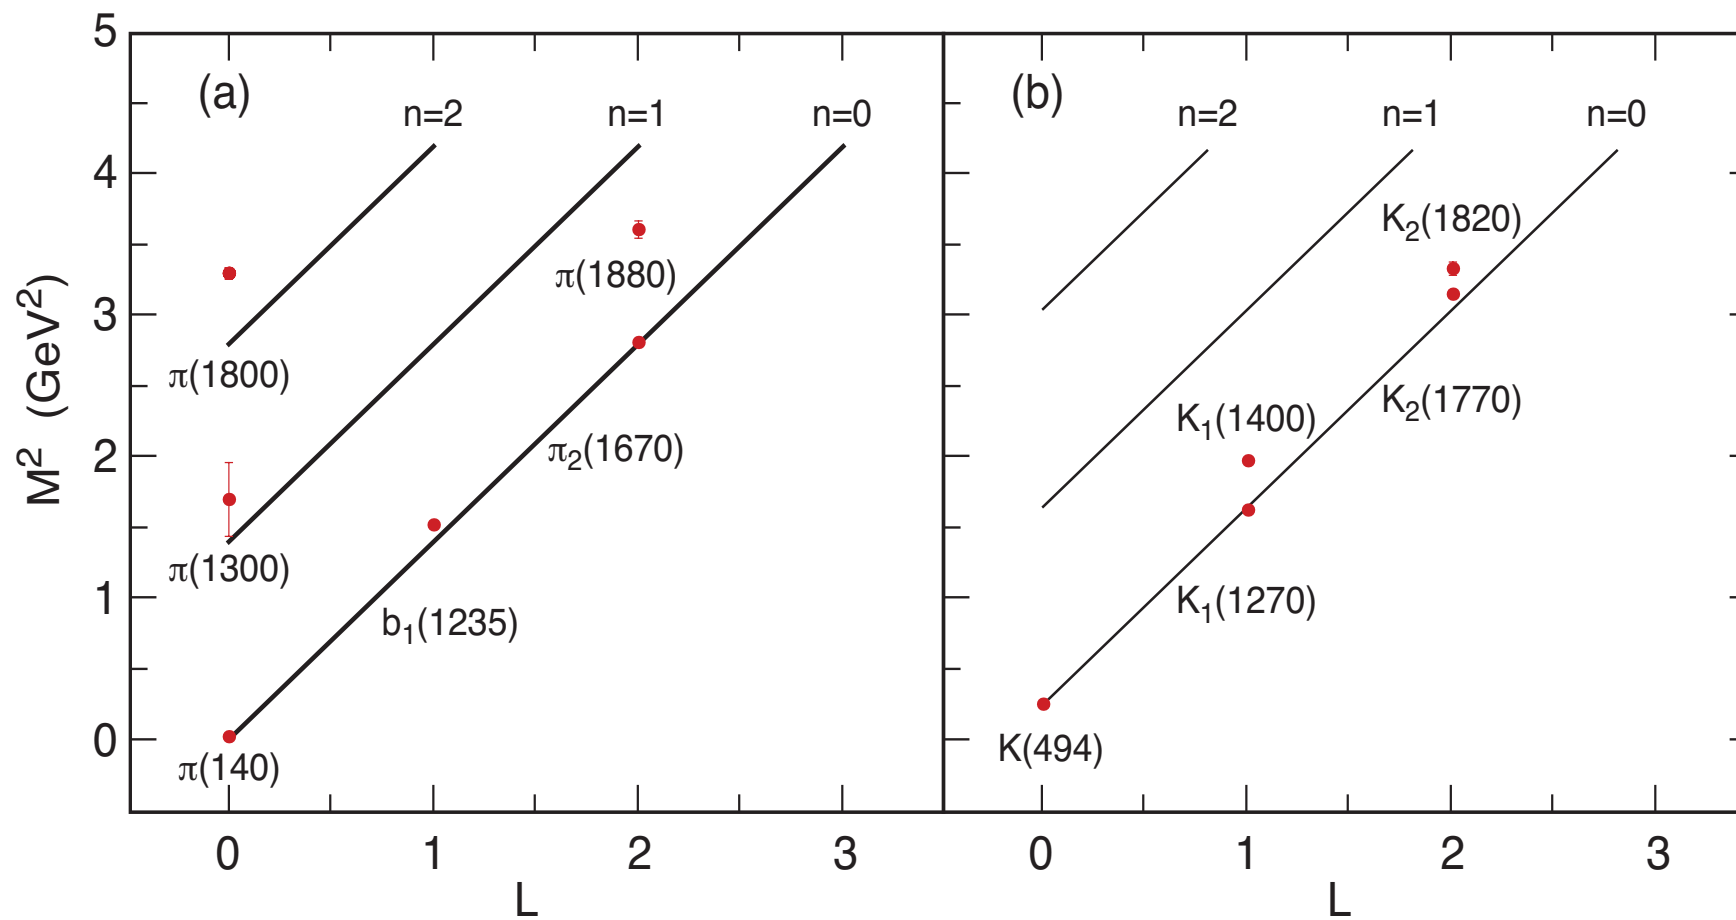 M² (GeV²)
5
4
3
2
1
0
(a)
n=2
n=1
n=0
π(1880)
π(1800)
π₂(1670)
π(1300)
b₁(1235)
π(140)
0
1
2
3
L
(b)
n=2
n=1
n=0
K₂(1820)
K₂(1770)
K₁(1400)
K₁(1270)
K(494)
0
1
2
3
L